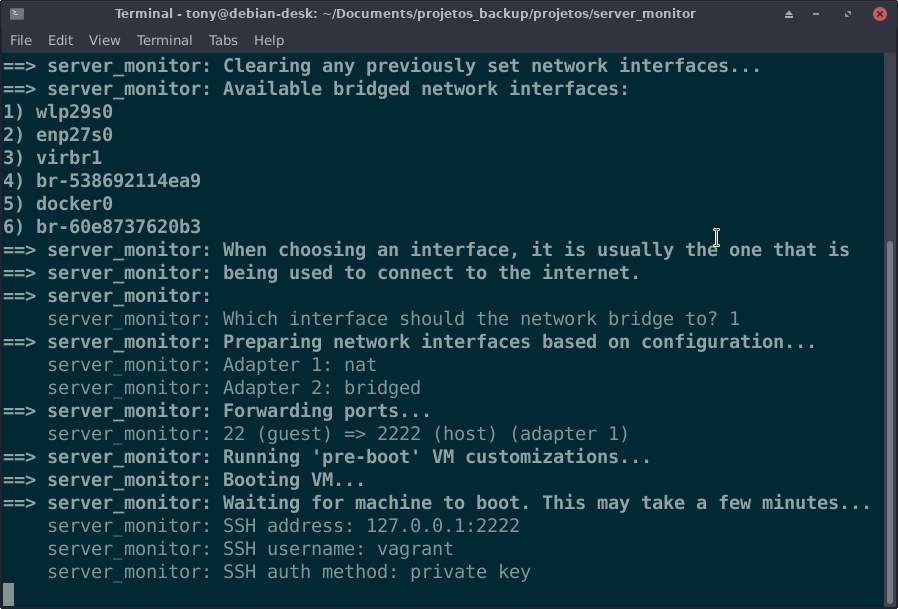 Terminal - tony@debian-desk: ~/Documents/projetos_backup/projetos/server_monitor
File Edit View Terminal Tabs Help
==> server_monitor: Clearing any previously set network interfaces...
==> server_monitor: Available bridged network interfaces:
1) wlp29s0
2) enp27s0
3) virbr1
4) br-538692114ea9
5) docker0
6) br-60e8737620b3
==> server_monitor: When choosing an interface, it is usually the one that is
==> server_monitor: being used to connect to the internet.
==> server_monitor:
    server_monitor: Which interface should the network bridge to? 1
==> server_monitor: Preparing network interfaces based on configuration...
    server_monitor: Adapter 1: nat
    server_monitor: Adapter 2: bridged
==> server_monitor: Forwarding ports...
    server_monitor: 22 (guest) => 2222 (host) (adapter 1)
==> server_monitor: Running 'pre-boot' VM customizations...
==> server_monitor: Booting VM...
==> server_monitor: Waiting for machine to boot. This may take a few minutes...
    server_monitor: SSH address: 127.0.0.1:2222
    server_monitor: SSH username: vagrant
    server_monitor: SSH auth method: private key